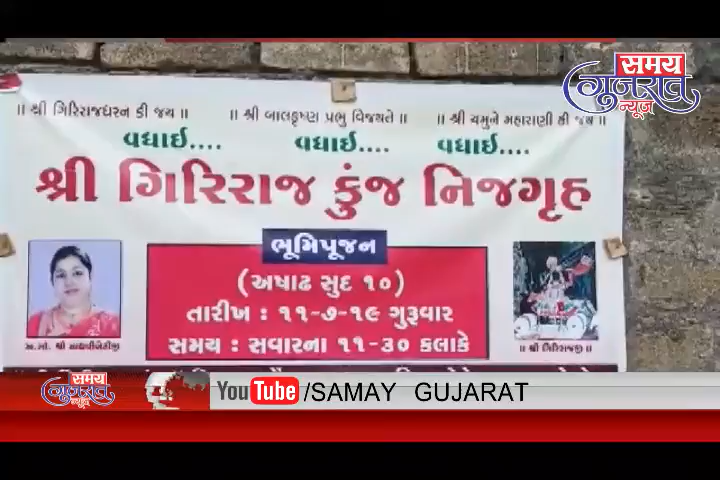 સમય
ગુજરાત
ન્યૂઝ
॥ શ્રી ગિરિરાજધરન કી જય ॥ ॥ શ્રી બાલકૃષ્ણ પ્રભુ વિજયતે ॥ ॥ શ્રી યમુને મહારાણી કી જય ॥
વધાઇ.... વધાઇ.... વધાઇ....
શ્રી ગિરિરાજ કુંજ નિજગૃહ
ભૂમિપૂજન
(અષાઢ સુદ ૧૦)
તારીખ : ૧૧-૭-૧૯ ગુરૂવાર
સમય : સવારના ૧૧-૩૦ કલાકે
અ.સૌ. શ્રી માધવીબેટીજી
॥ શ્રી ગિરિરાજજી ॥
સમય
ગુજરાત
ન્યૂઝ
YouTube/SAMAY GUJARAT